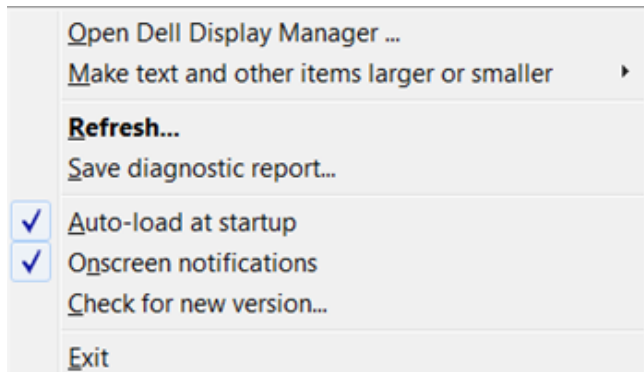 Open Dell Display Manager ...
Make text and other items larger or smaller
Refresh...
Save diagnostic report...
Auto-load at startup
Onscreen notifications
Check for new version...
Exit